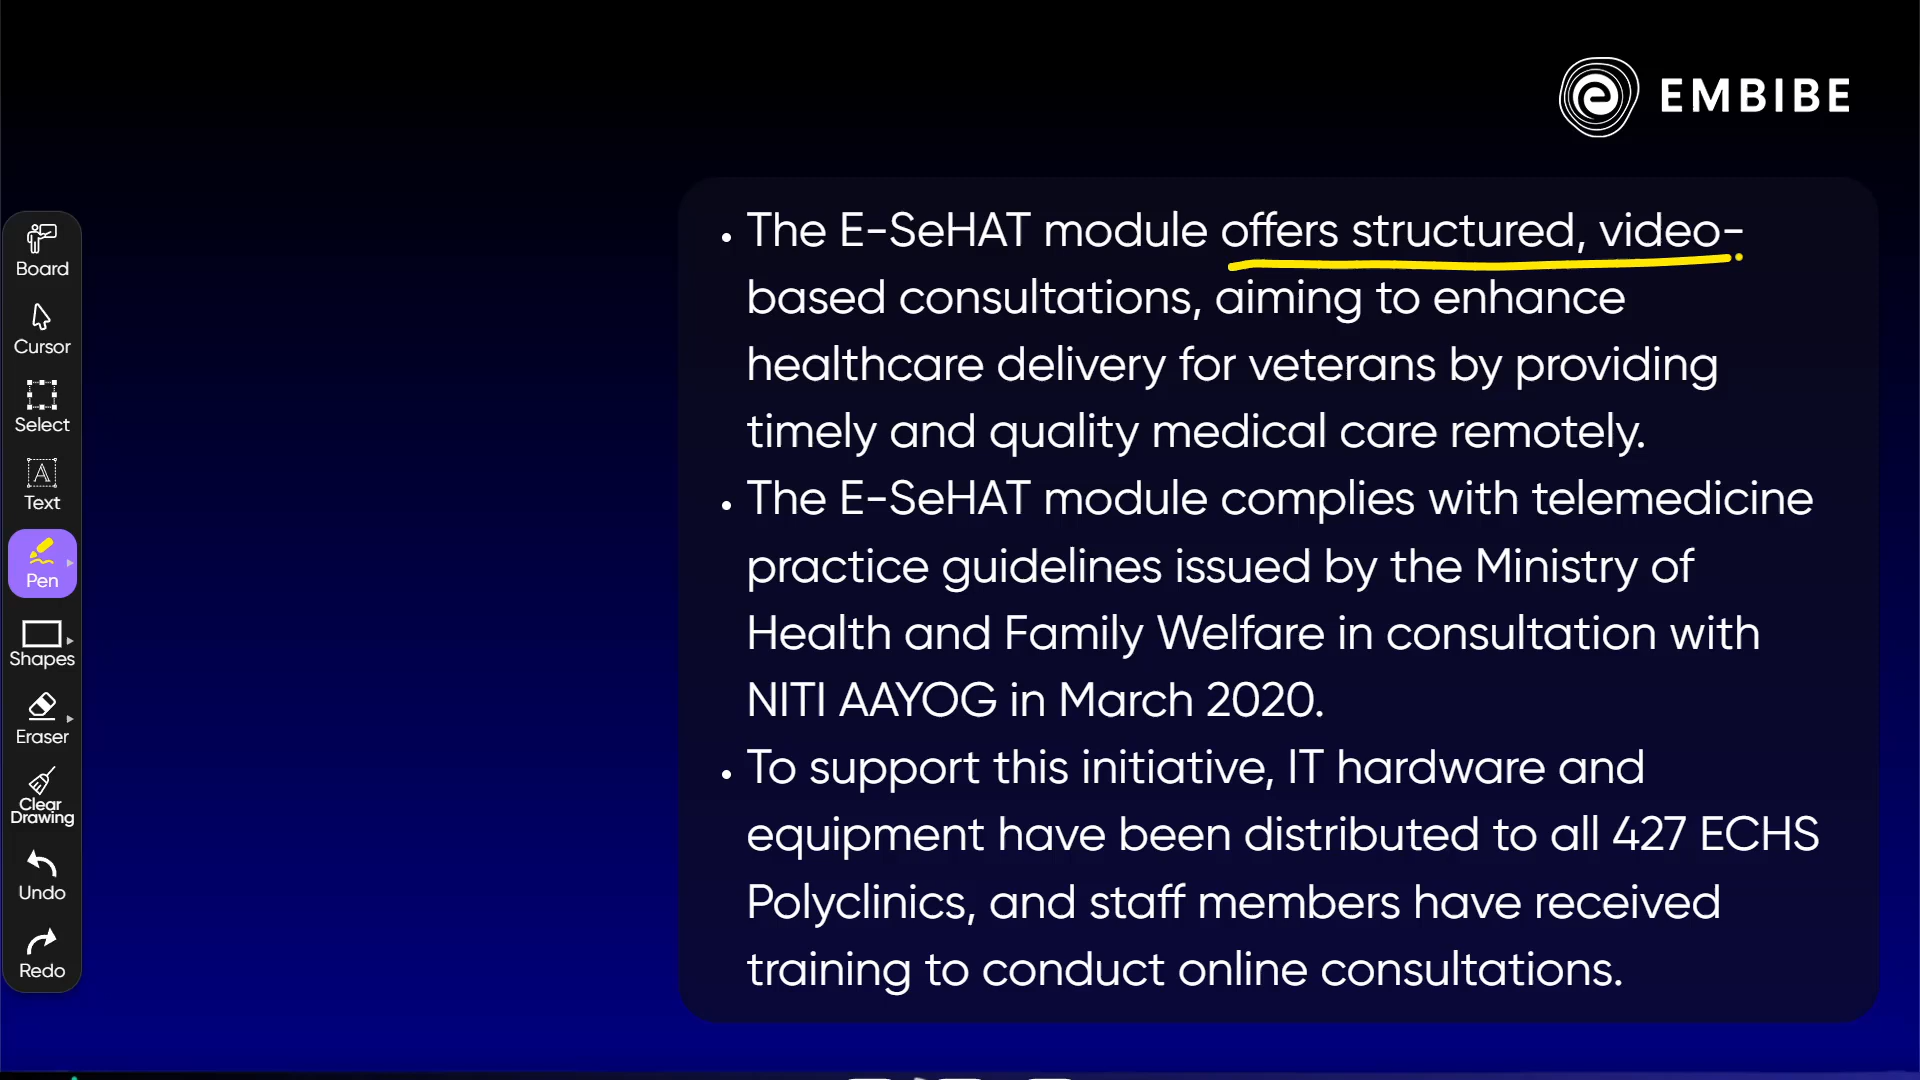 EMBIBE
Board
Cursor
Select
Text
Pen
Shapes
Eraser
Clear
Drawing
Undo
Redo
• The E-SeHAT module offers structured, video-
based consultations, aiming to enhance
healthcare delivery for veterans by providing
timely and quality medical care remotely.
• The E-SeHAT module complies with telemedicine
practice guidelines issued by the Ministry of
Health and Family Welfare in consultation with
NITI AAYOG in March 2020.
• To support this initiative, IT hardware and
equipment have been distributed to all 427 ECHS
Polyclinics, and staff members have received
training to conduct online consultations.